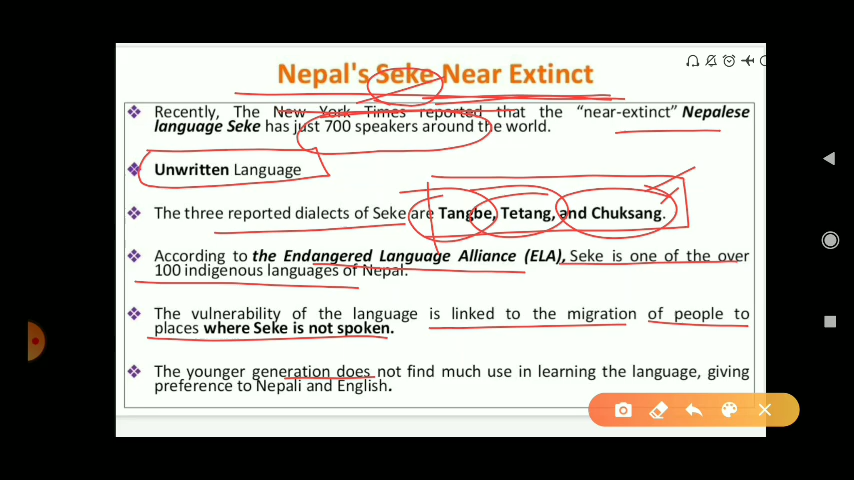 Nepal's Seke Near Extinct
Recently, The New York Times reported that the “near-extinct” Nepalese
language Seke has just 700 speakers around the world.
Unwritten Language
The three reported dialects of Seke are Tangbe, Tetang, and Chuksang.
According to the Endangered Language Alliance (ELA), Seke is one of the over
100 indigenous languages of Nepal.
The vulnerability of the language is linked to the migration of people to
places where Seke is not spoken.
The younger generation does not find much use in learning the language, giving
preference to Nepali and English.